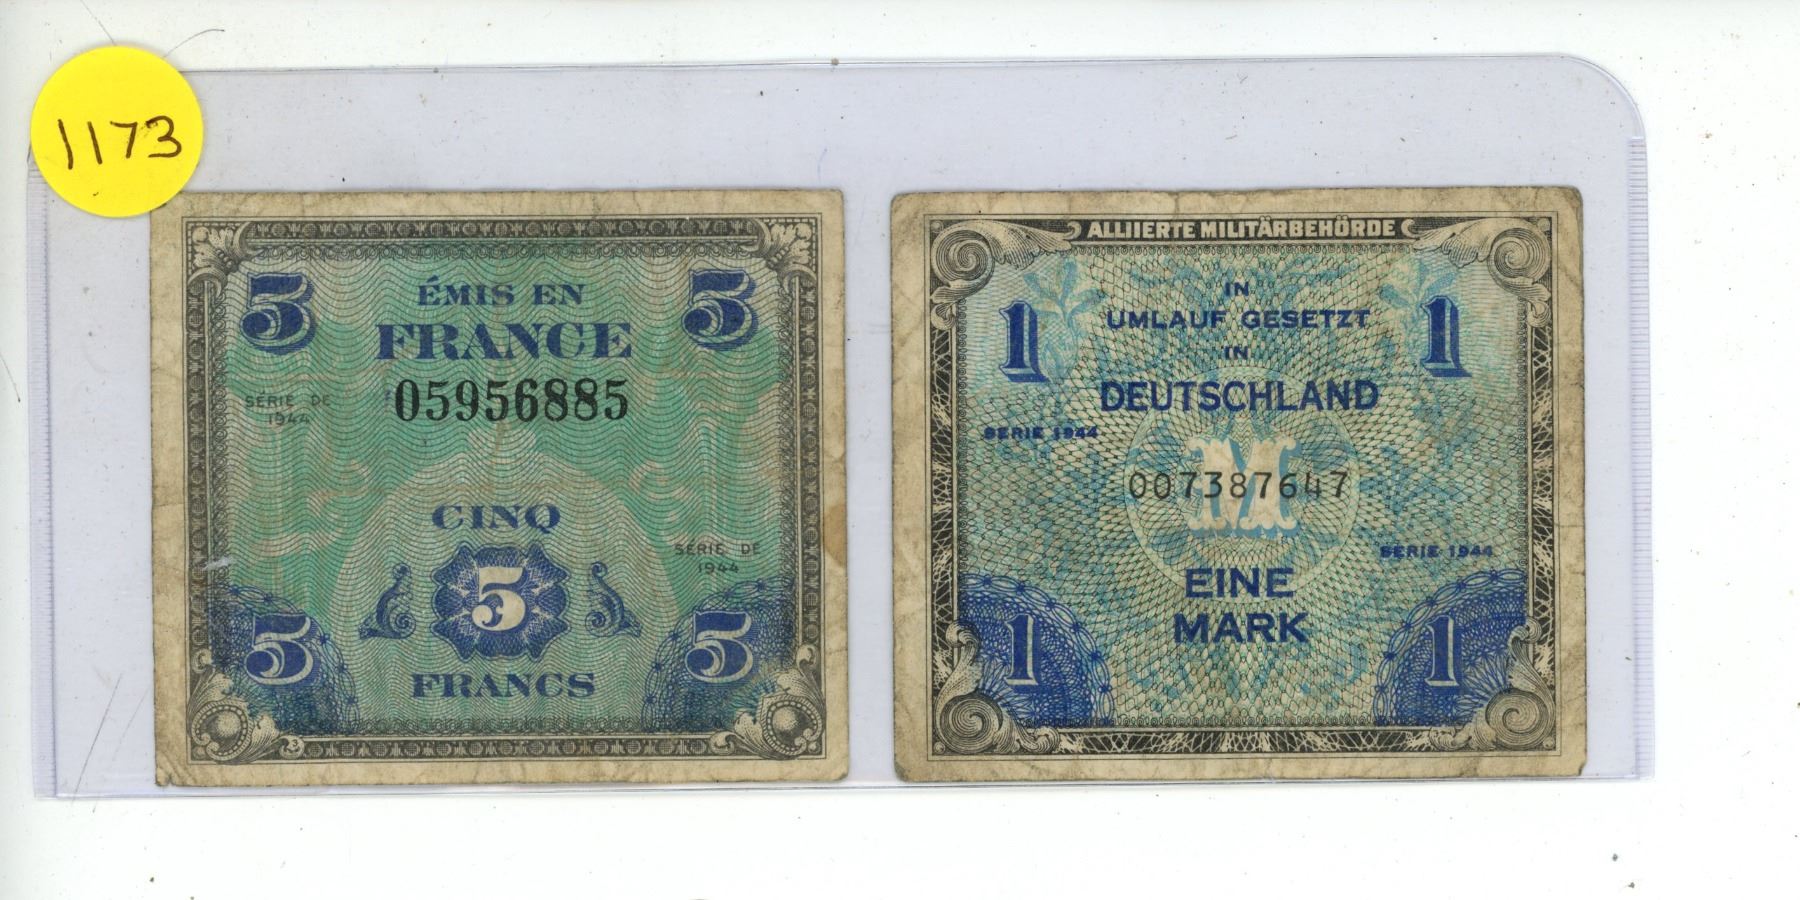 1173
5 ÉMIS EN 5
FRANCE
05956885
SÉRIE DE
1944
CINQ
SÉRIE DE
1944
5
5 5
FRANCS
23
ALLIIERTE MILITÄRBEHÖRDE
IN
1 UMLAUF GESETZT 1
IN
DEUTSCHLAND
SERIE 1944
M
007387647
SERIE 1944
EINE
MARK
1 1